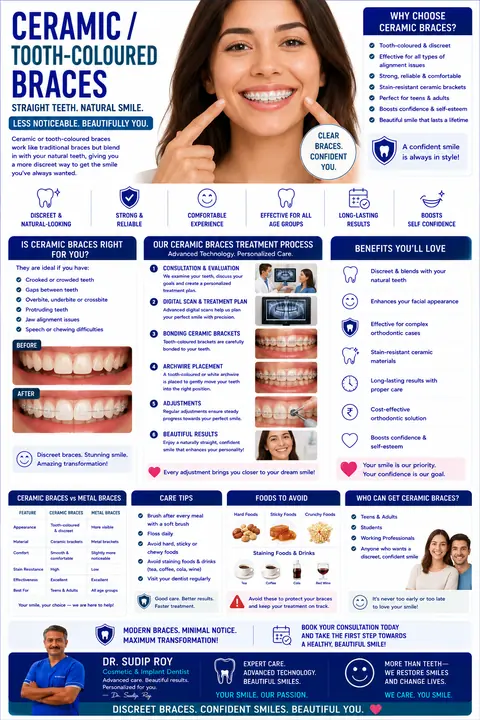 CERAMIC /
TOOTH-COLOURED
BRACES
STRAIGHT TEETH. NATURAL SMILE.
LESS NOTICEABLE. BEAUTIFULLY YOU.
Ceramic or tooth-coloured braces
work like traditional braces but blend
in with your natural teeth, giving you
a more discreet way to get the smile
you've always wanted.
CLEAR
BRACES.
CONFIDENT
YOU.
WHY CHOOSE
CERAMIC BRACES?
Tooth-coloured & discreet
Effective for all types of
alignment issues
Strong, reliable & comfortable
Stain-resistant ceramic brackets
Perfect for teens & adults
Boosts confidence & self-esteem
Beautiful smile that lasts a lifetime
A confident smile
is always in style!
DISCREET &
NATURAL-LOOKING
STRONG &
RELIABLE
COMFORTABLE
EXPERIENCE
EFFECTIVE FOR ALL
AGE GROUPS
LONG-LASTING
RESULTS
BOOSTS
SELF CONFIDENCE
IS CERAMIC BRACES RIGHT
FOR YOU?
They are ideal if you have:
Crooked or crowded teeth
Gaps between teeth
Overbite, underbite or crossbite
Protruding teeth
Jaw alignment issues
Speech or chewing difficulties
BEFORE
AFTER
Discreet braces. Stunning smile.
Amazing transformation!
OUR CERAMIC BRACES TREATMENT PROCESS
Advanced Technology. Personalized Care.
1 CONSULTATION & EVALUATION
We examine your teeth, discuss your
goals and create a personalized
treatment plan.
2 DIGITAL SCAN & TREATMENT PLAN
Advanced digital scans help us plan
your perfect smile with precision.
3 BONDING CERAMIC BRACKETS
Tooth-coloured brackets are carefully
bonded to your teeth.
4 ARCHWIRE PLACEMENT
A tooth-coloured or white archwire
is placed to gently move your teeth
into the right position.
5 ADJUSTMENTS
Regular adjustments ensure steady
progress towards your perfect smile.
6 BEAUTIFUL RESULTS
Enjoy a naturally straight, confident
smile that enhances your personality!
Every adjustment brings you closer to your dream smile!
BENEFITS YOU'LL LOVE
Discreet & blends with your
natural teeth
Enhances your facial appearance
Effective for complex
orthodontic cases
Stain-resistant ceramic
materials
Long-lasting results with
proper care
₹
Cost-effective
orthodontic solution
Boosts confidence &
self-esteem
Your smile is our priority.
Your confidence is our goal.
CERAMIC BRACES vs METAL BRACES
FEATURE CERAMIC BRACES METAL BRACES
Appearance Tooth-coloured & discreet More visible
Material Ceramic brackets Metal brackets
Comfort Smooth & comfortable Slightly more noticeable
Stain Resistance High Low
Effectiveness Excellent Excellent
Best For Teens & Adults All age groups
Your smile, your choice — we are here to help!
CARE TIPS
Brush after every meal
with a soft brush
Floss daily
Avoid hard, sticky or
chewy foods
Avoid staining foods & drinks
(tea, coffee, cola, wine)
Visit your dentist regularly
Good care. Better results.
Faster treatment.
FOODS TO AVOID
Hard Foods Sticky Foods Crunchy Foods
Staining Foods & Drinks
Tea Coffee Cola Red Wine
Avoid these to protect your braces
and keep your treatment on track.
WHO CAN GET CERAMIC BRACES?
Teens & Adults
Students
Working Professionals
Anyone who wants a
discreet, confident smile
It's never too early or too late
to love your smile!
MODERN BRACES. MINIMAL NOTICE.
MAXIMUM TRANSFORMATION!
BOOK YOUR CONSULTATION TODAY
AND TAKE THE FIRST STEP TOWARDS
A HEALTHY, BEAUTIFUL SMILE!
DR. SUDIP ROY
Cosmetic & Implant Dentist
Advanced care. Beautiful results.
Personalized for you.
— Dr. Sudip Roy
EXPERT CARE.
ADVANCED TECHNOLOGY.
BEAUTIFUL SMILES.
YOUR SMILE. OUR PASSION.
MORE THAN TEETH—
WE RESTORE SMILES
AND CHANGE LIVES.
WE CARE. YOU SMILE.
DISCREET BRACES. CONFIDENT SMILES. BEAUTIFUL YOU.